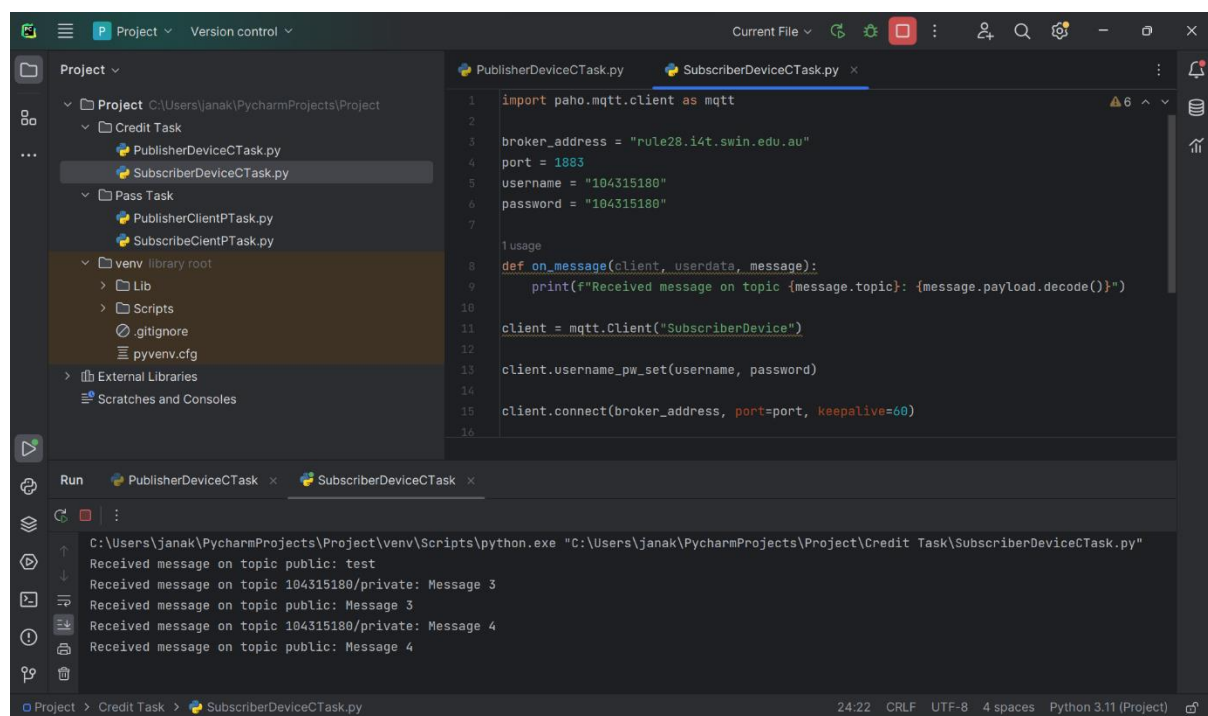 PC
P Project
Version control
Current File
Project
Project C:\Users\janak\PycharmProjects\Project
Credit Task
PublisherDeviceCTask.py
SubscriberDeviceCTask.py
Pass Task
PublisherClientPTask.py
SubscribeCientPTask.py
venv library root
Lib
Scripts
.gitignore
pyvenv.cfg
External Libraries
Scratches and Consoles
PublisherDeviceCTask.py
SubscriberDeviceCTask.py
6
1 import paho.mqtt.client as mqtt
2
3 broker_address = "rule28.i4t.swin.edu.au"
4 port = 1883
5 username = "104315180"
6 password = "104315180"
7
1 usage
8 def on_message(client, userdata, message):
9 print(f"Received message on topic {message.topic}: {message.payload.decode()}")
10
11 client = mqtt.Client("SubscriberDevice")
12
13 client.username_pw_set(username, password)
14
15 client.connect(broker_address, port=port, keepalive=60)
16
Run
PublisherDeviceCTask
SubscriberDeviceCTask
C:\Users\janak\PycharmProjects\Project\venv\Scripts\python.exe "C:\Users\janak\PycharmProjects\Project\Credit Task\SubscriberDeviceCTask.py"
Received message on topic public: test
Received message on topic 104315180/private: Message 3
Received message on topic public: Message 3
Received message on topic 104315180/private: Message 4
Received message on topic public: Message 4
Project > Credit Task > SubscriberDeviceCTask.py
24:22 CRLF UTF-8 4 spaces Python 3.11 (Project)